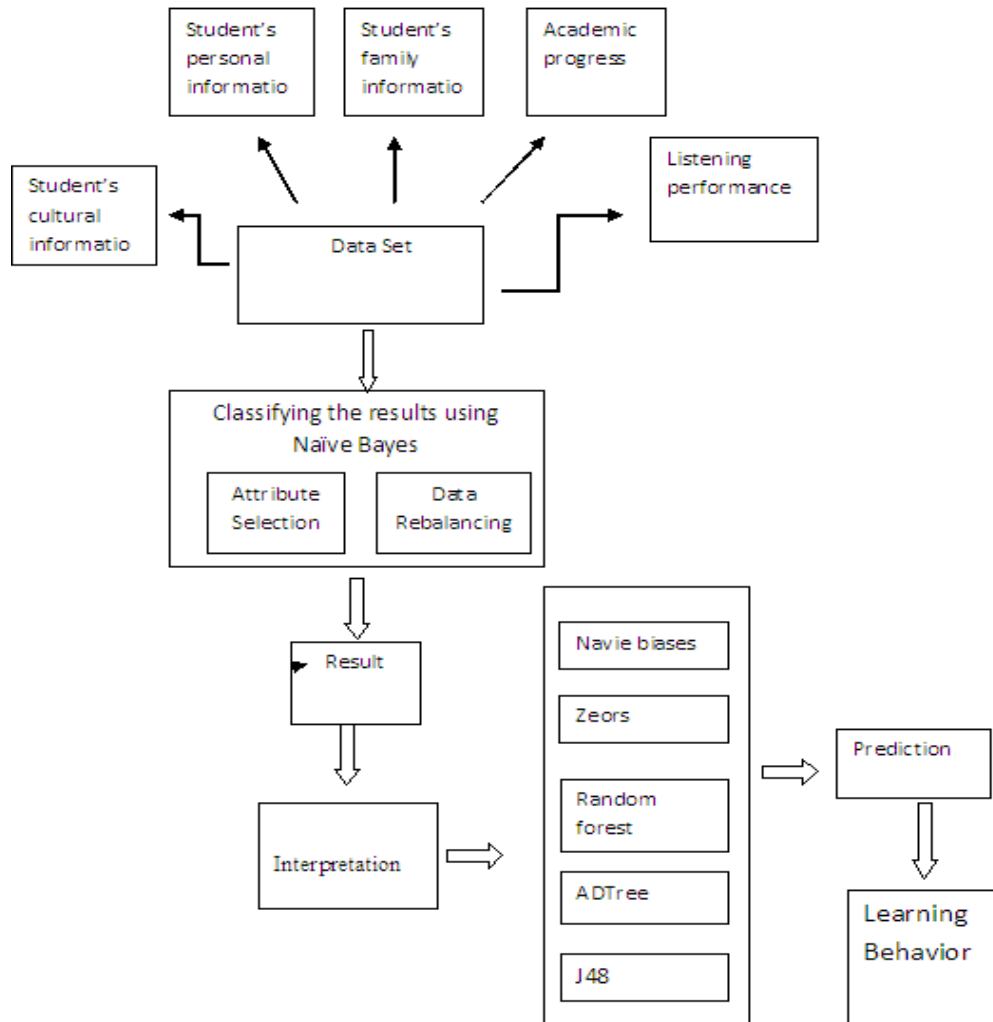 Student’s
personal
informatio
Student’s
family
informatio
Academic
progress
Listening
performance
Student’s
cultural
informatio
Data Set
Classifying the results using
Naïve Bayes
Attribute
Selection
Data
Rebalancing
Result
Interpretation
Navie biases
Zeors
Random
forest
ADTree
J48
Prediction
Learning
Behavior